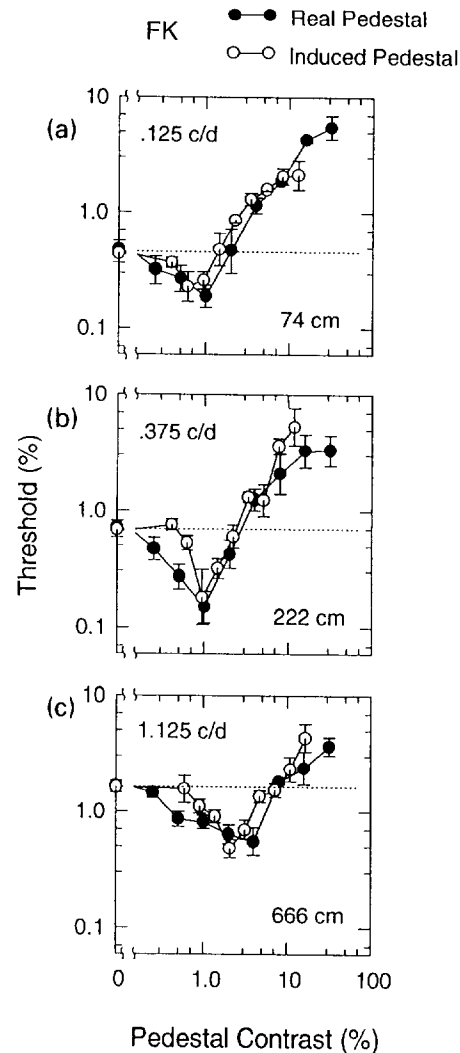 FK
Real Pedestal
Induced Pedestal
(a)
.125 c/d
10
1.0
0.1
74 cm
(b)
.375 c/d
10
1.0
0.1
222 cm
Threshold (%)
(c)
1.125 c/d
10
1.0
0.1
666 cm
0 1.0 10 100
Pedestal Contrast (%)